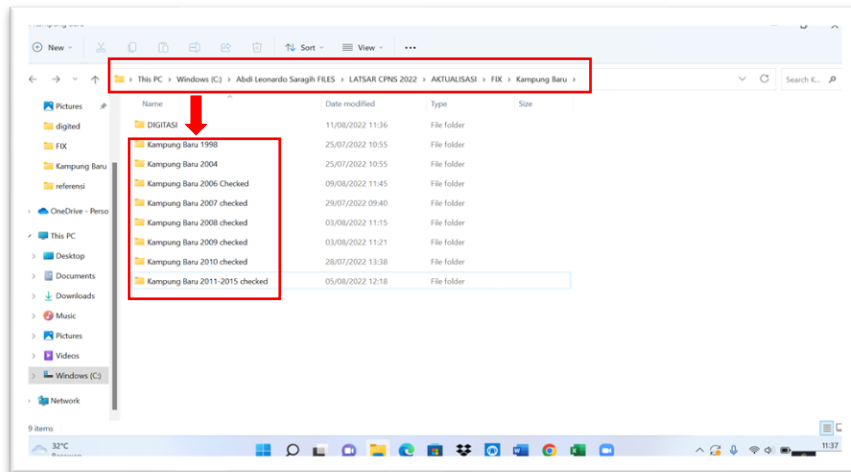 New
Sort
View
This PC > Windows (C:) > Abdi Leonardo Saragih FILES > LATSAR CPNS 2022 > AKTUALISASI > FIX > Kampung Baru >
Search K...
Name Date modified Type Size
Pictures
digited
FIX
Kampung Baru
referensi
OneDrive - Perso
This PC
Desktop
Documents
Downloads
Music
Pictures
Videos
Windows (C:)
Network
DIGITASI 11/08/2022 11:36 File folder
Kampung Baru 1998 25/07/2022 10:55 File folder
Kampung Baru 2004 25/07/2022 10:55 File folder
Kampung Baru 2006 Checked 09/08/2022 11:45 File folder
Kampung Baru 2007 checked 29/07/2022 09:40 File folder
Kampung Baru 2008 checked 03/08/2022 11:15 File folder
Kampung Baru 2009 checked 03/08/2022 11:21 File folder
Kampung Baru 2010 checked 28/07/2022 13:38 File folder
Kampung Baru 2011-2015 checked 05/08/2022 12:18 File folder
9 items
32°C
11:37